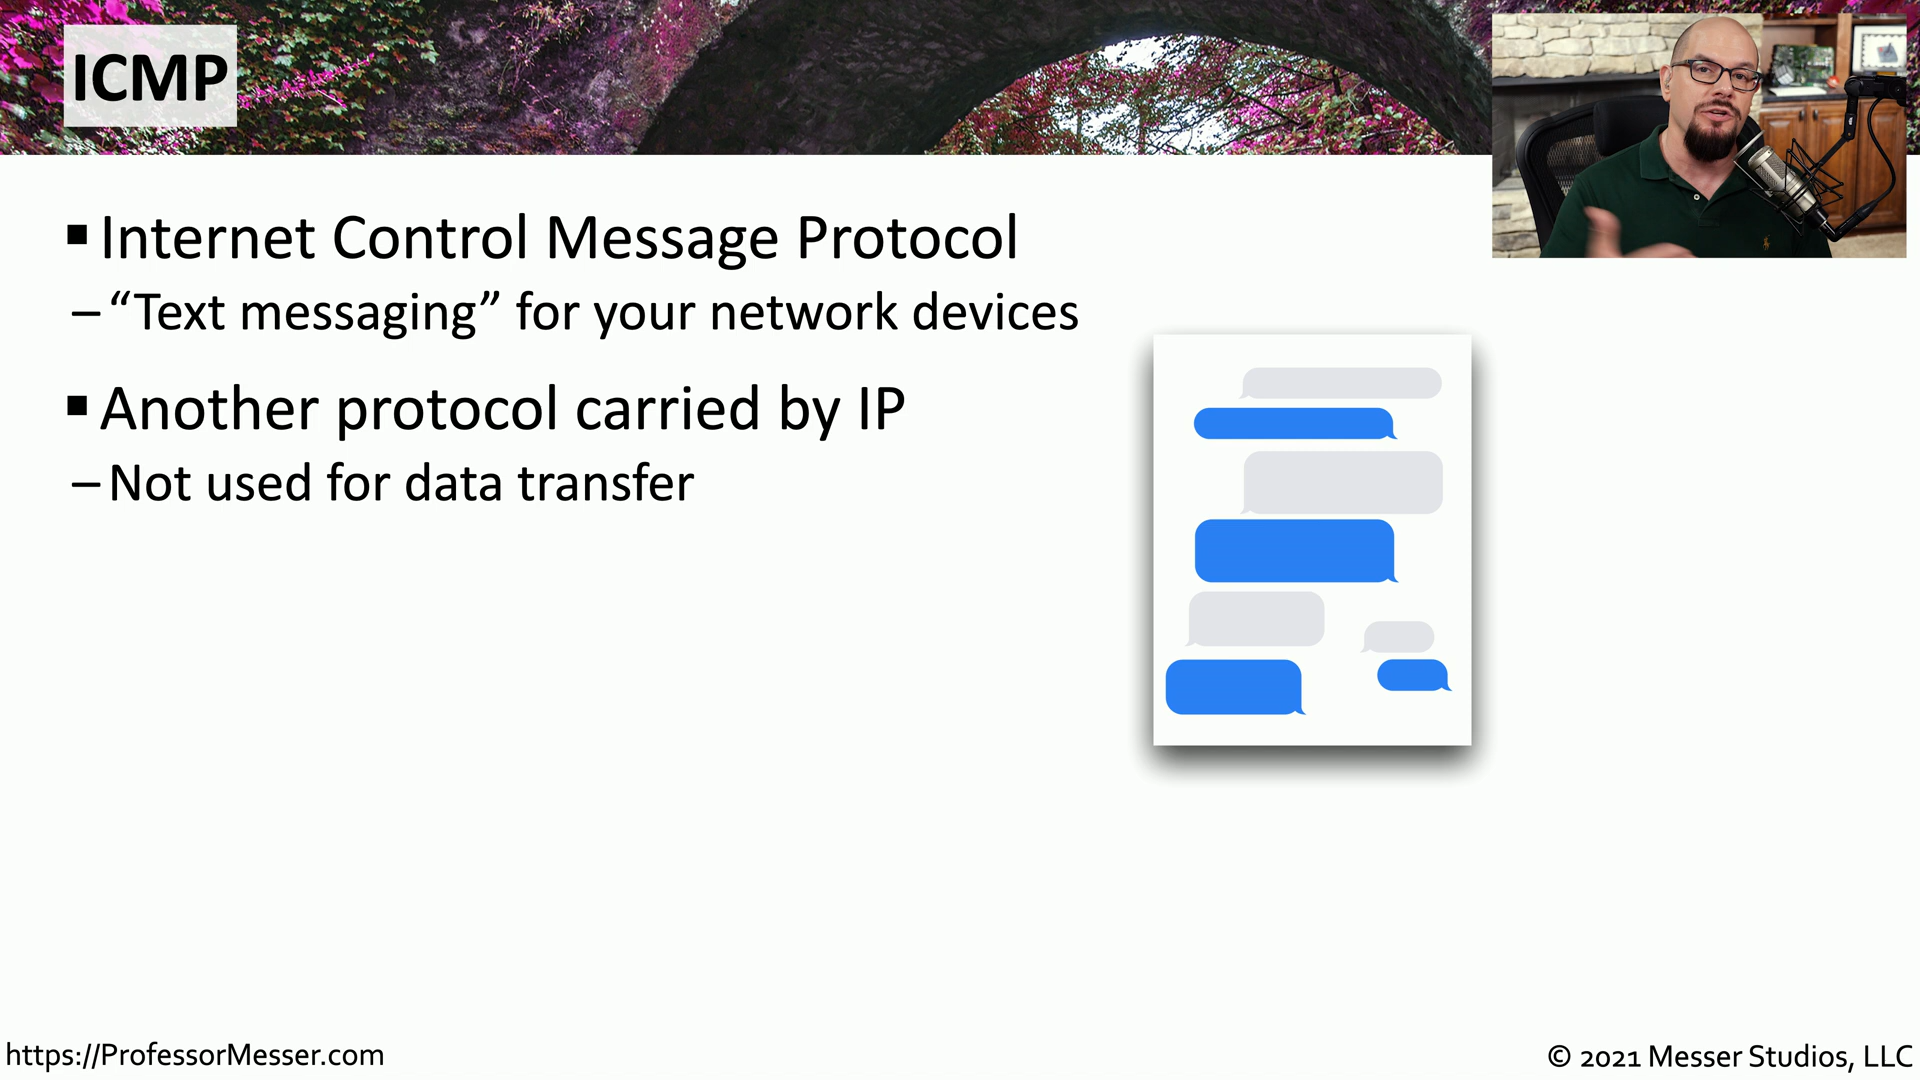 ICMP
▪ Internet Control Message Protocol
– “Text messaging” for your network devices
▪ Another protocol carried by IP
– Not used for data transfer
https://ProfessorMesser.com
© 2021 Messer Studios, LLC